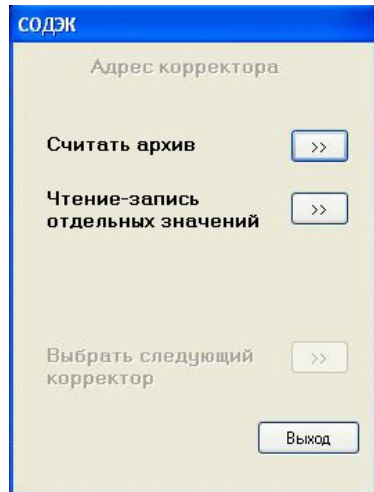 СОДЭК
Адрес корректора
Считать архив >>
Чтение-запись
отдельных значений >>
Выбрать следующий
корректор >>
Выход